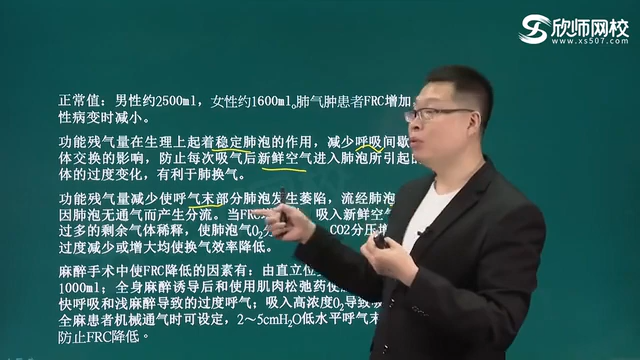 欣师网校
www.xs507.com
正常值：男性约2500ml，女性约1600ml。肺气肿患者FRC增加
性病变时减小。
功能残气量在生理上起着稳定肺泡的作用，减少呼吸间歇
体交换的影响，防止每次吸气后新鲜空气进入肺泡所引起
体的过度变化，有利于肺换气。
功能残气量减少使呼气末部分肺泡发生萎陷，流经肺泡
因肺泡无通气而产生分流。当FRC 吸入新鲜空气
过多的剩余气体稀释，使肺泡气O2分 CO2分压增
过度减少或增大均使换气效率降低。
麻醉手术中使FRC降低的因素有：由直立位
1000ml；全身麻醉诱导后和使用肌肉松弛药使
快呼吸和浅麻醉导致的过度呼气；吸入高浓度O2导致
全麻患者机械通气时可设定，2～5cmH2O低水平呼气末
防止FRC降低。